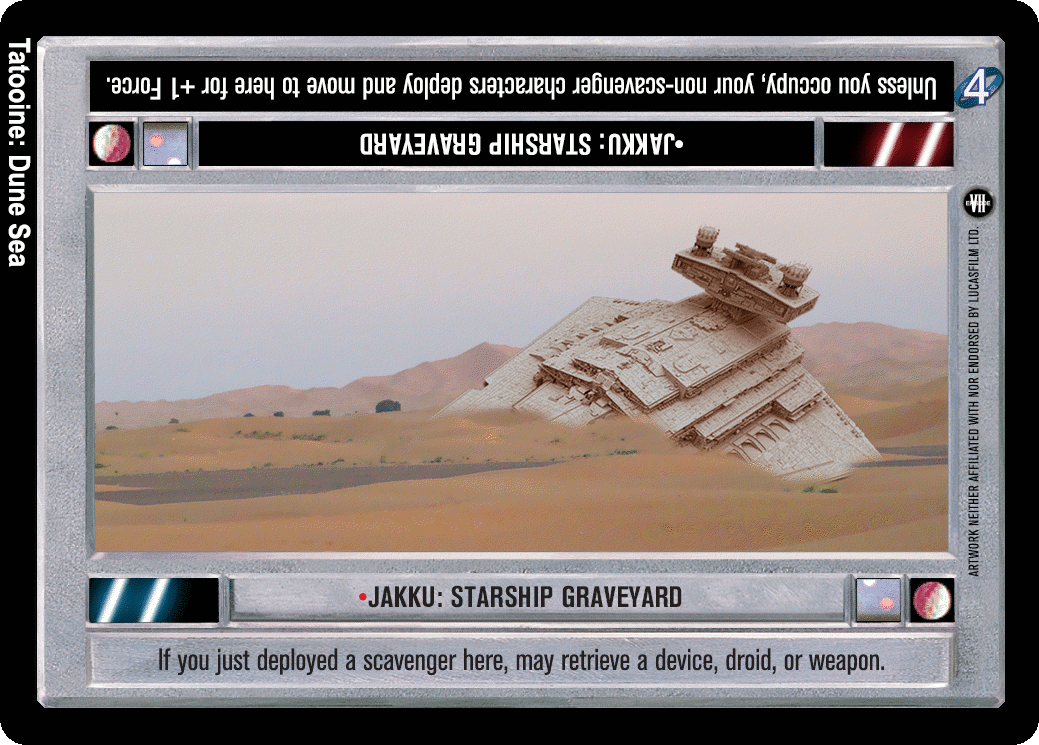 Unless you occupy, your non-scavenger characters deploy and move to here for +1 Force.
•JAKKU: STARSHIP GRAVEYARD
4
Tatooine: Dune Sea
EPISODE
VII
ARTWORK NEITHER AFFILIATED WITH NOR ENDORSED BY LUCASFILM LTD.
•JAKKU: STARSHIP GRAVEYARD
If you just deployed a scavenger here, may retrieve a device, droid, or weapon.